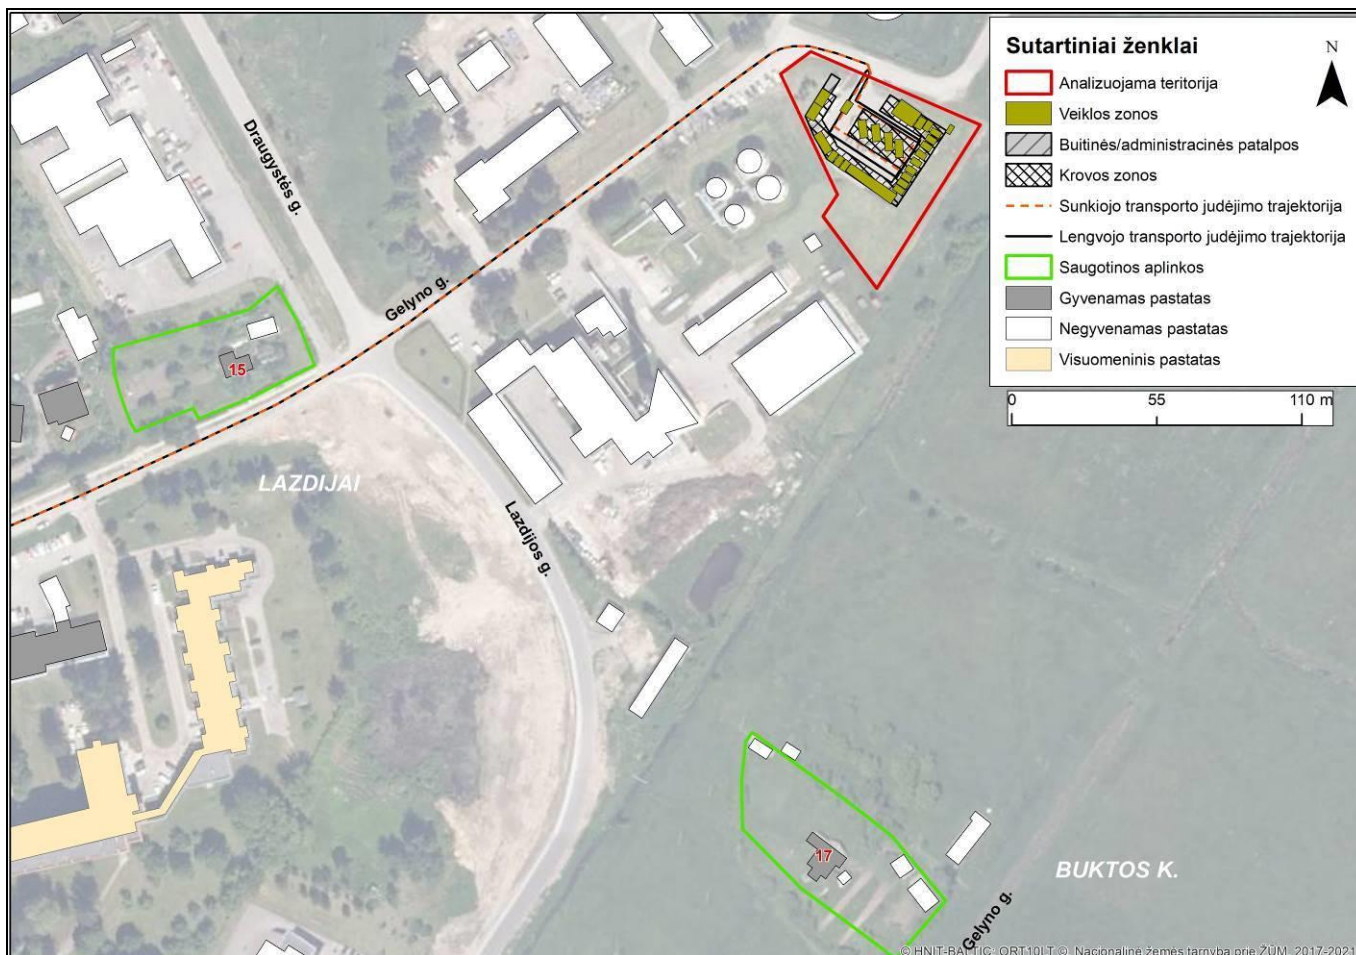 Sutartiniai ženklai
N
Analizuojama teritorija
Veiklos zonos
Buitinės/administracinės patalpos
Krovos zonos
Sunkiojo transporto judėjimo trajektorija
Lengvojo transporto judėjimo trajektorija
Saugotinos aplinkos
Gyvenamas pastatas
Negyvenamas pastatas
Visuomeninis pastatas
0 55 110 m
Draugystės g.
Gelyno g.
15
LAZDIJAI
Lazdijos g.
17
BUKTOS K.
Gelyno g.
© HNIT-BALTIC; ORT10LT ©, Nacionalinė žemės tarnyba prie ŽŪM, 2017-2021